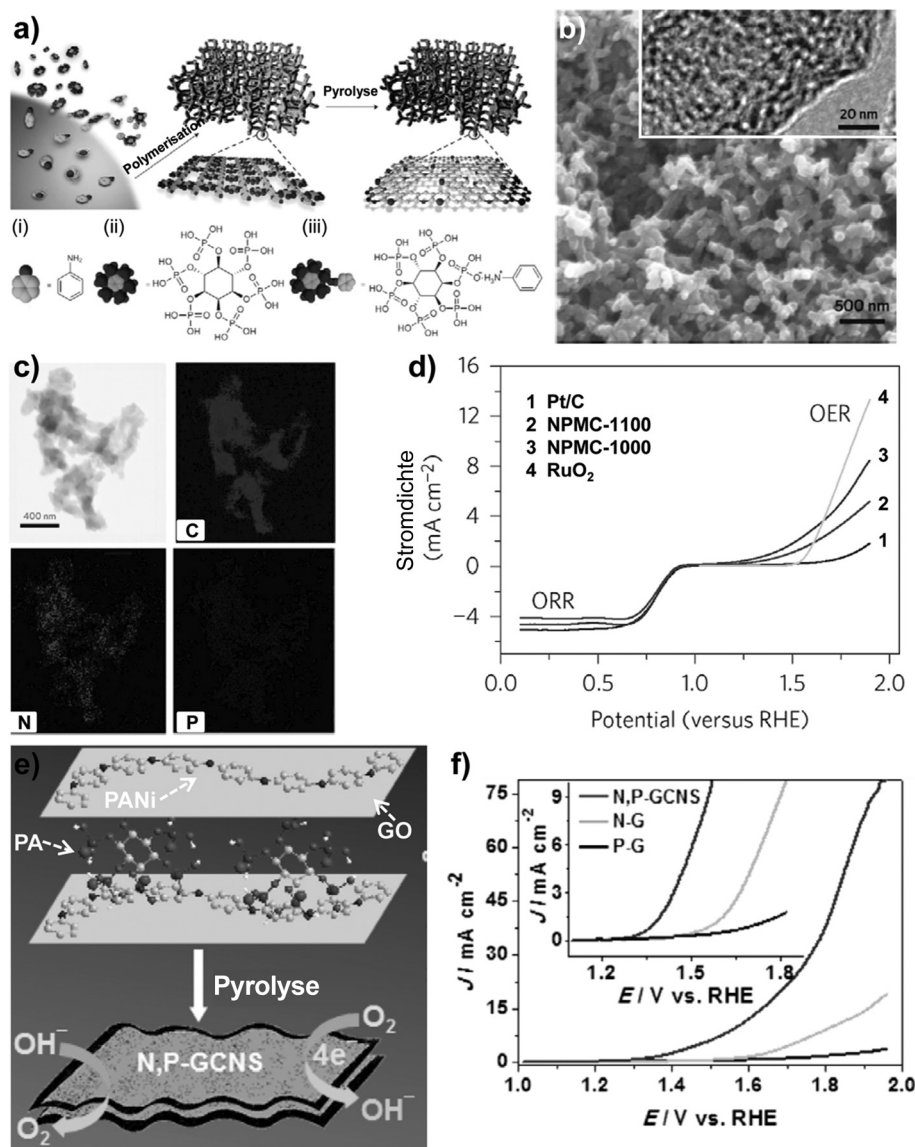 a)
Polymerisation
Pyrolyse
(i)
(ii)
(iii)
NH₂
=
=
=
b)
20 nm
500 nm
c)
400 nm
C
N
P
d)
Stromdichte
(mA cm⁻²)
16
12
8
4
0
−4
1 Pt/C
2 NPMC-1100
3 NPMC-1000
4 RuO₂
OER
ORR
4
3
2
1
0.0 0.5 1.0 1.5 2.0
Potential (versus RHE)
e)
PANi
GO
PA
Pyrolyse
OH⁻
O₂
N,P-GCNS
4e
O₂
OH⁻
f)
J / mA cm⁻²
75
60
45
30
15
0
1.0 1.2 1.4 1.6 1.8 2.0
E / V vs. RHE
N,P-GCNS
N-G
P-G
J / mA cm⁻²
9
6
3
0
1.2 1.5 1.8
E / V vs. RHE